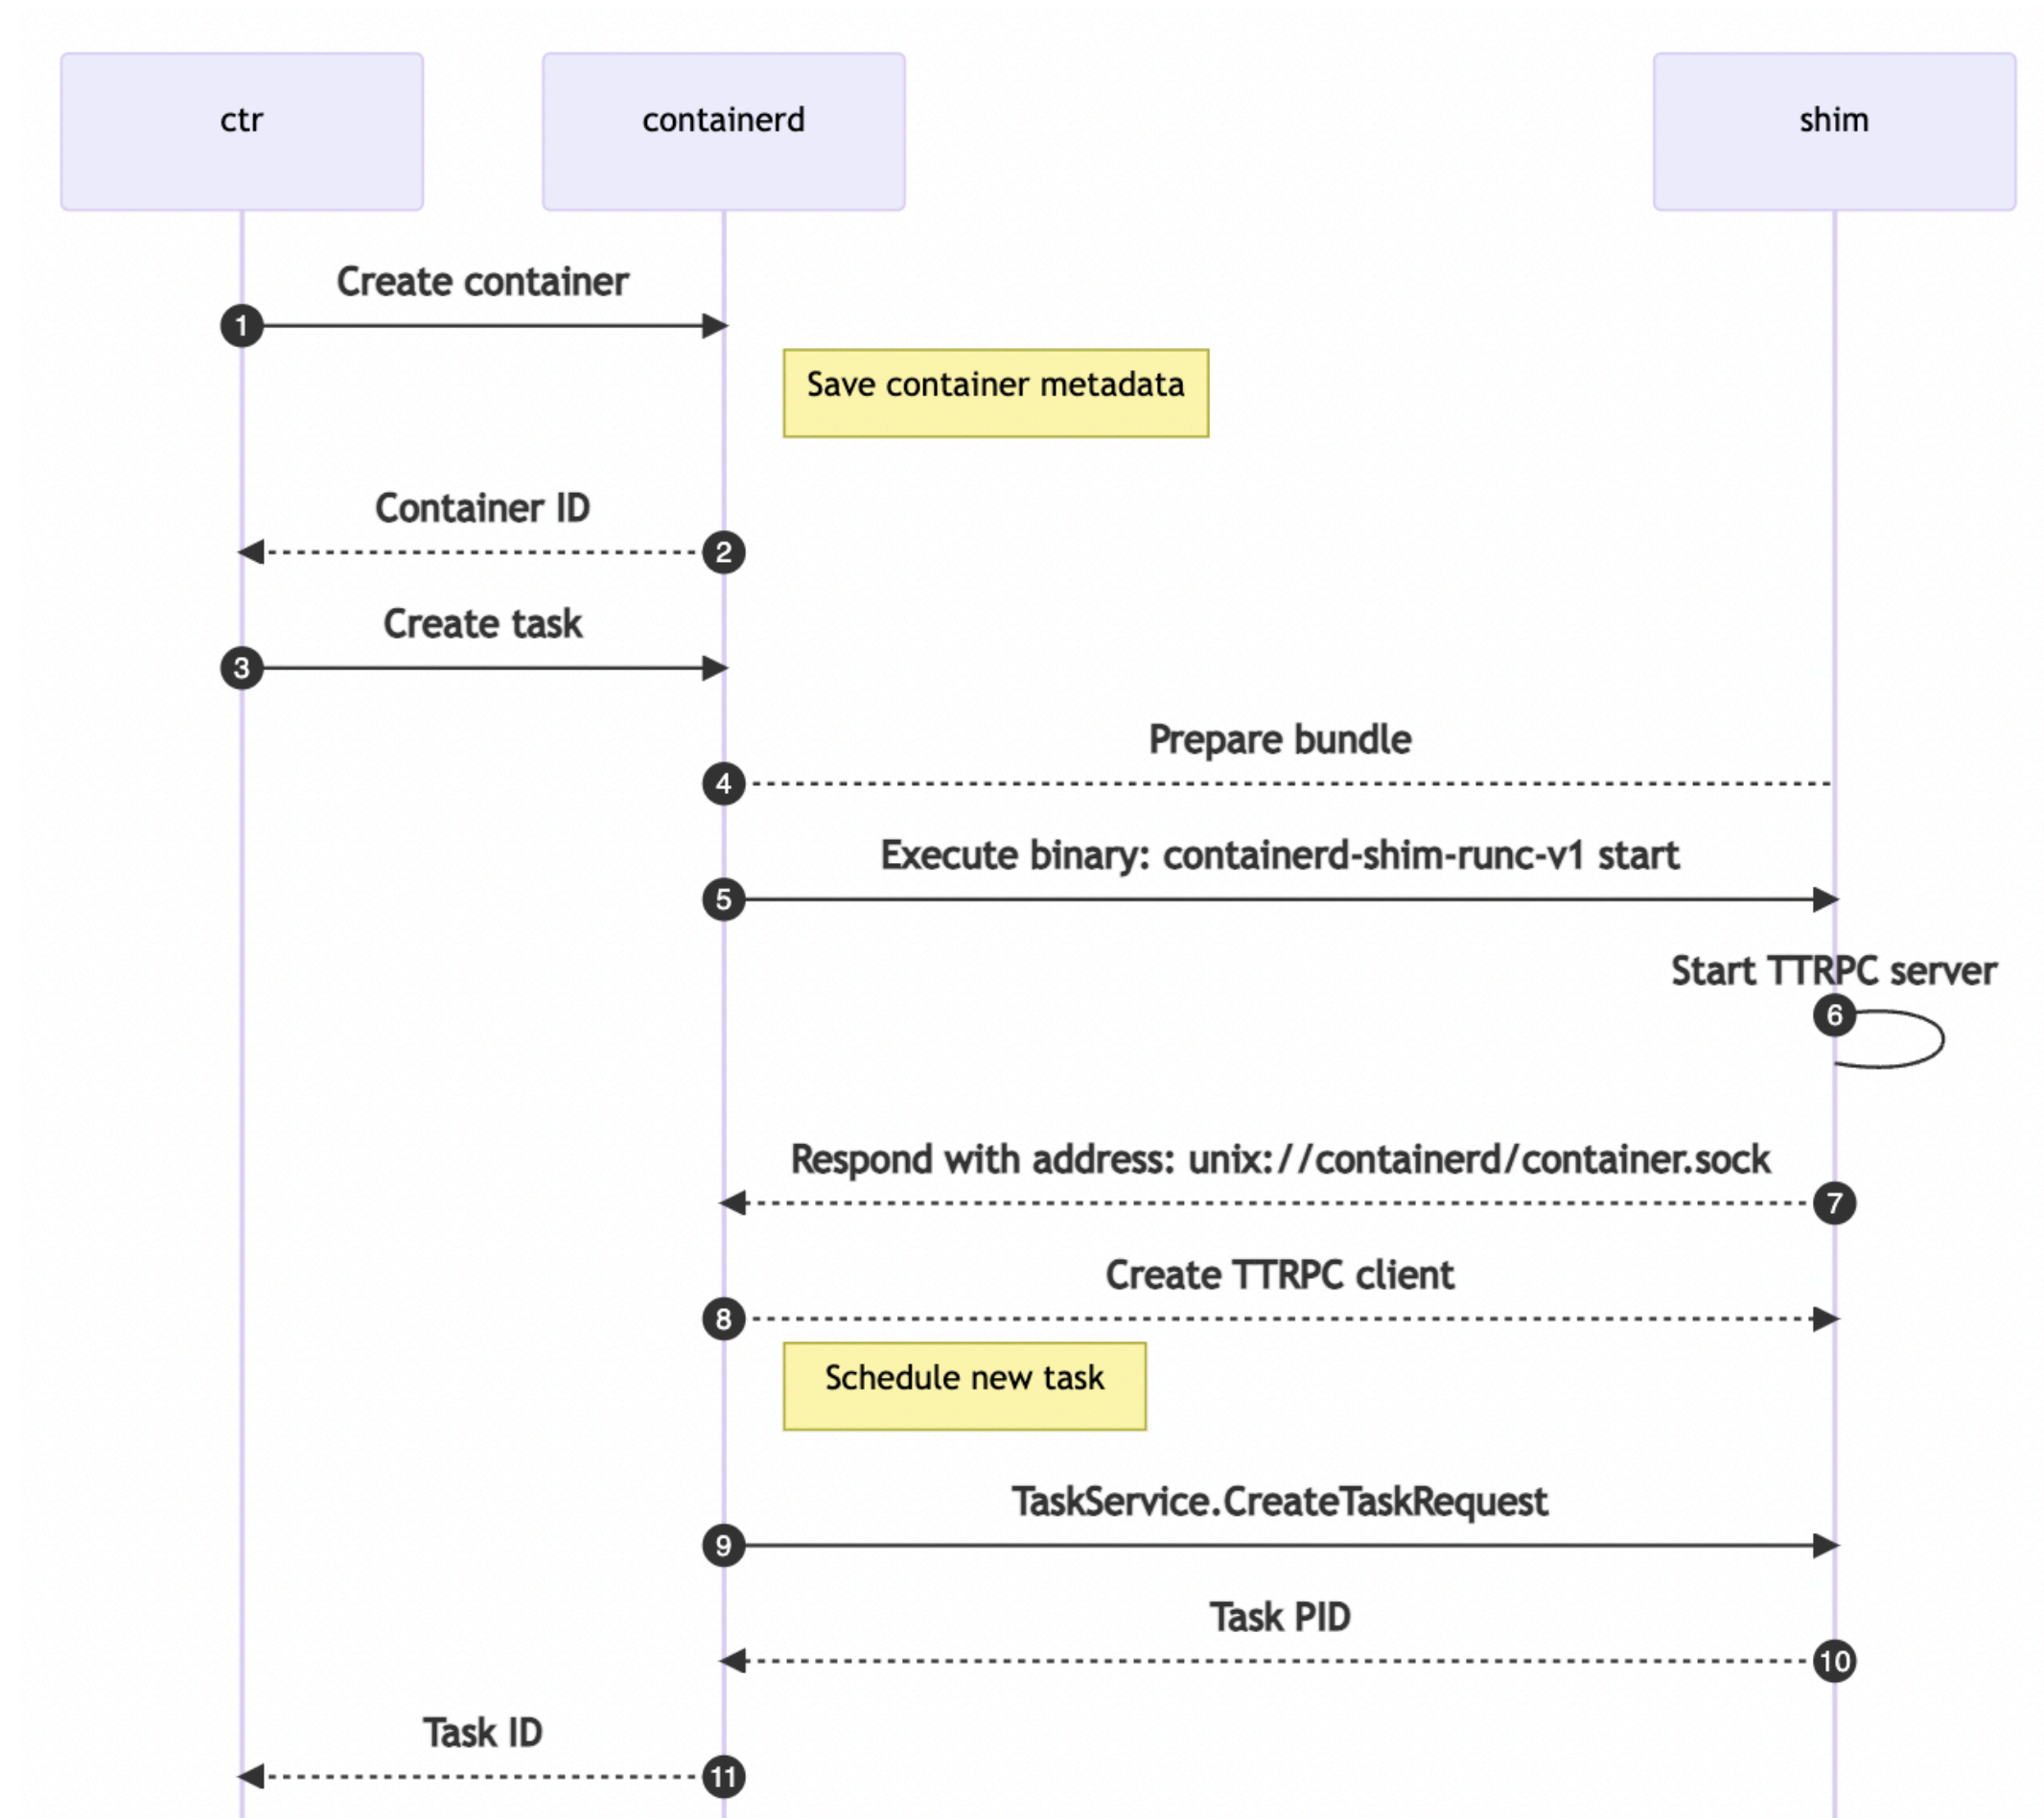 ctr
containerd
shim
Create container
1
Save container metadata
Container ID
2
Create task
3
Prepare bundle
4
Execute binary: containerd-shim-runc-v1 start
5
Start TTRPC server
6
Respond with address: unix://containerd/container.sock
7
Create TTRPC client
8
Schedule new task
TaskService.CreateTaskRequest
9
Task PID
10
Task ID
11